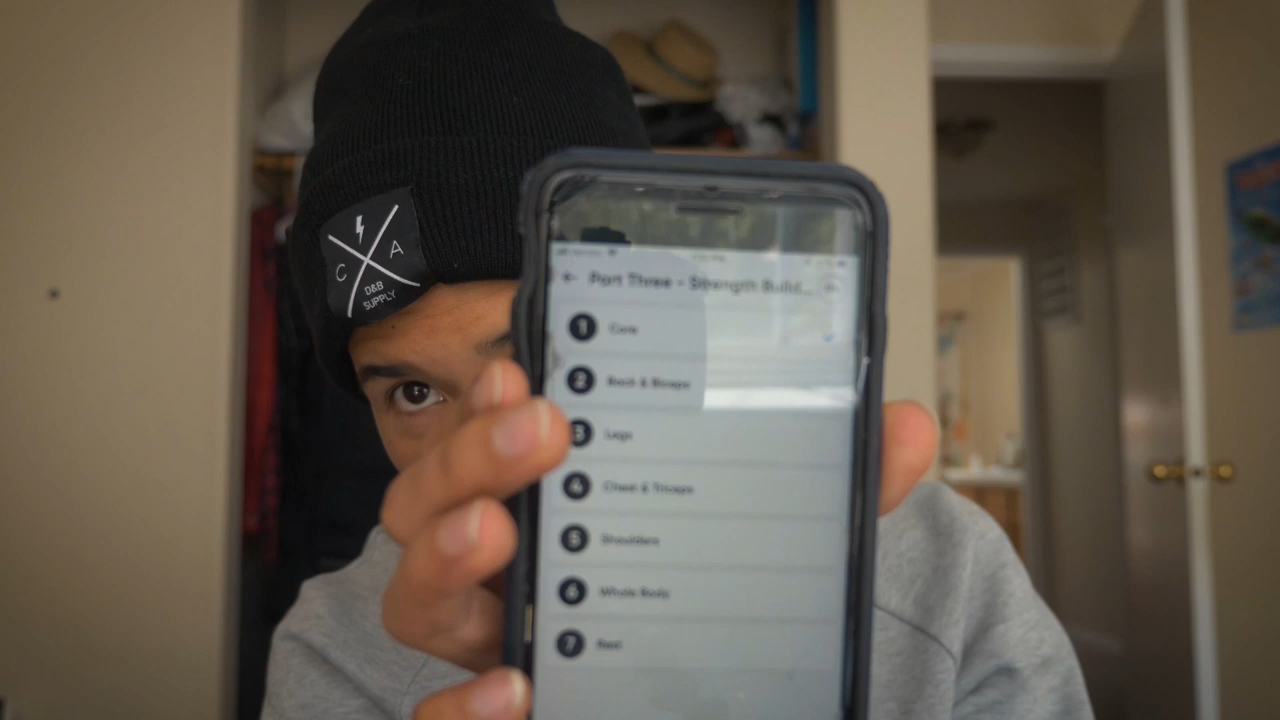 C A
D&B
SUPPLY
Part Three - Strength Build...
1 Core
2 Back & Biceps
3 Legs
4 Chest & Triceps
5 Shoulders
6 Whole Body
7 Rest